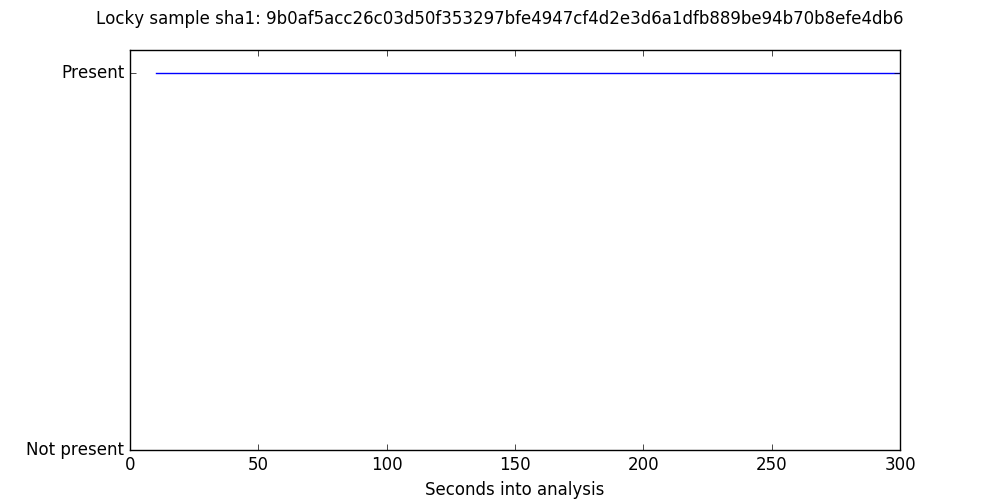 Locky sample sha1: 9b0af5acc26c03d50f353297bfe4947cf4d2e3d6a1dfb889be94b70b8efe4db6
Present
Not present
0 50 100 150 200 250 300
Seconds into analysis